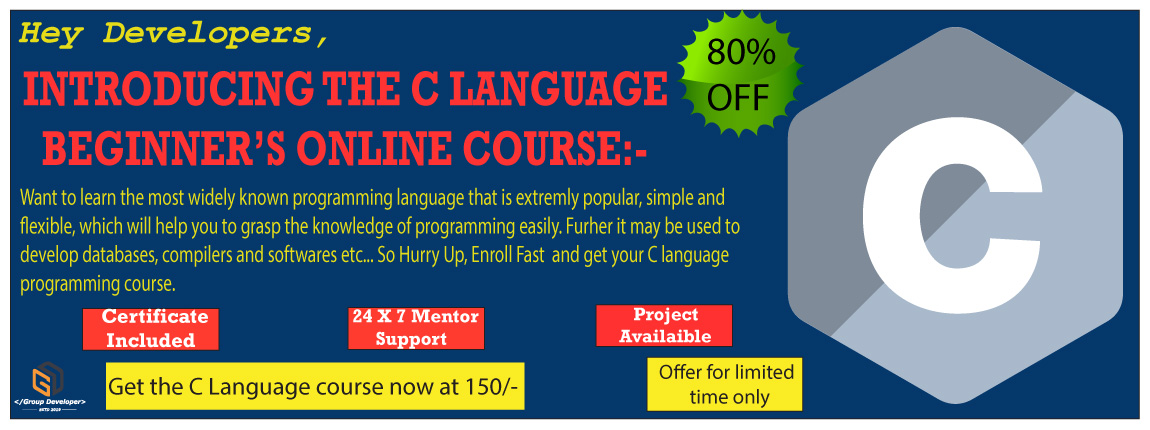 Hey Developers,
80%
OFF
INTRODUCING THE C LANGUAGE
BEGINNER'S ONLINE COURSE:-
Want to learn the most widely known programming language that is extremly popular, simple and
flexible, which will help you to grasp the knowledge of programming easily. Furher it may be used to
develop databases, compilers and softwares etc... So Hurry Up, Enroll Fast and get your C language
programming course.
Certificate
Included
24 X 7 Mentor
Support
Project
Availaible
Get the C Language course now at 150/-
Offer for limited
time only
</Group Developer>
ESTD 2019
C